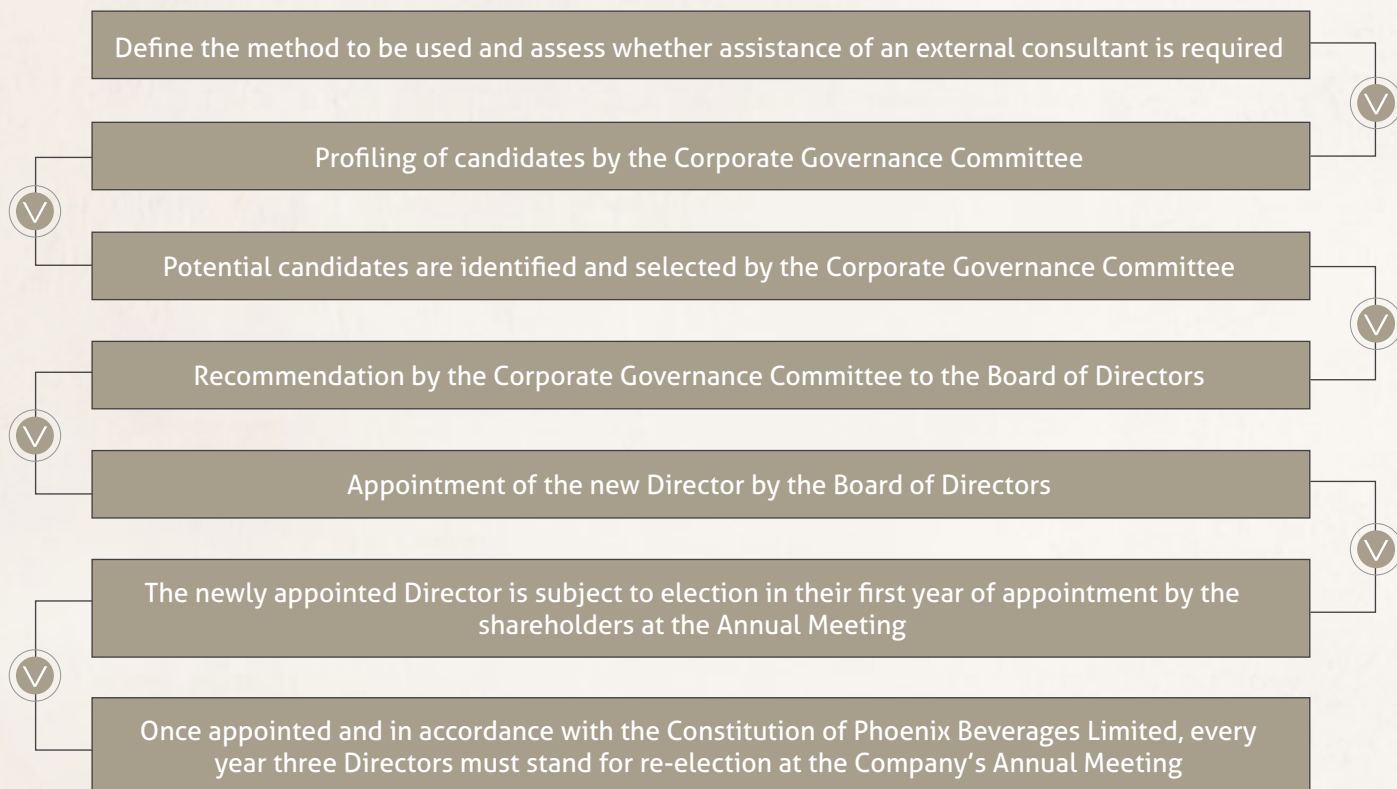 Define the method to be used and assess whether assistance of an external consultant is required
Profiling of candidates by the Corporate Governance Committee
Potential candidates are identified and selected by the Corporate Governance Committee
Recommendation by the Corporate Governance Committee to the Board of Directors
Appointment of the new Director by the Board of Directors
The newly appointed Director is subject to election in their first year of appointment by the
shareholders at the Annual Meeting
Once appointed and in accordance with the Constitution of Phoenix Beverages Limited, every
year three Directors must stand for re-election at the Company’s Annual Meeting